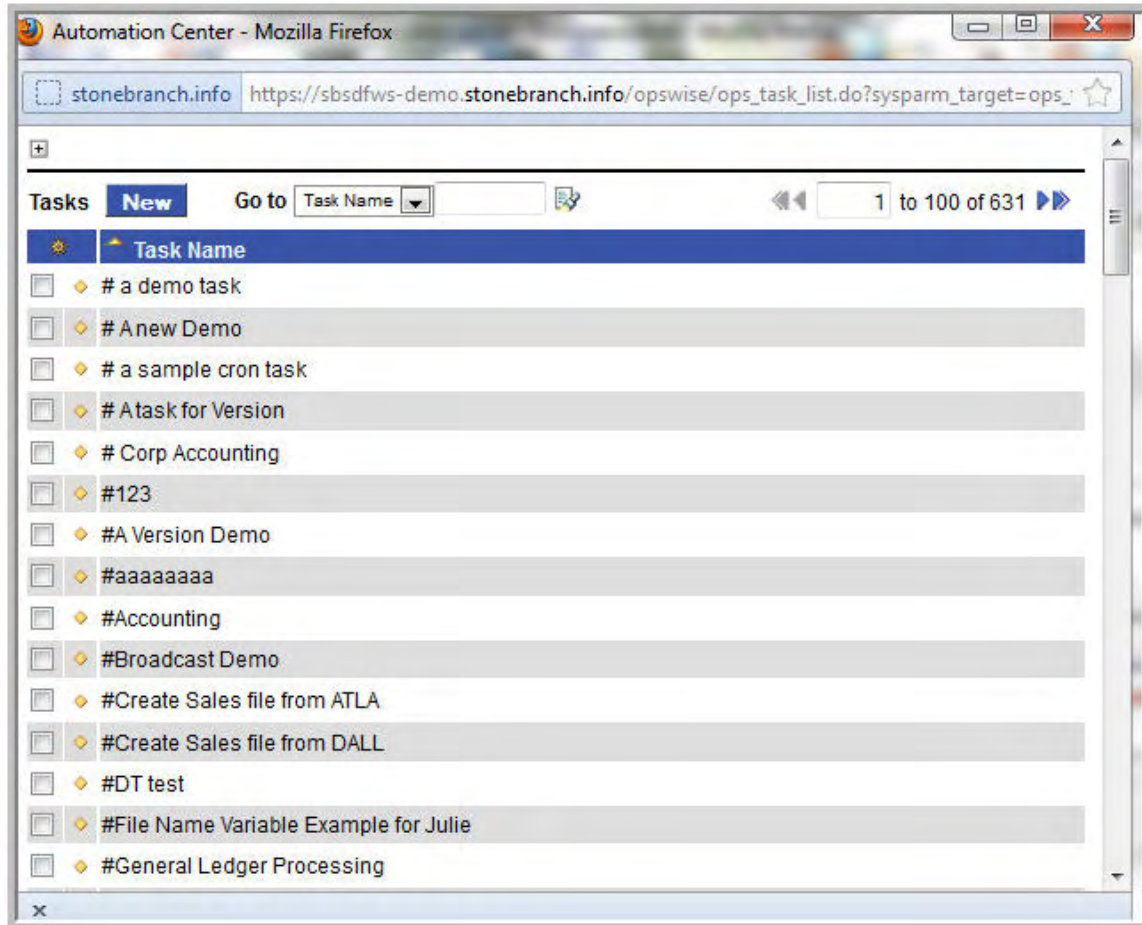 Automation Center - Mozilla Firefox
stonebranch.info https://sbsdfws-demo.stonebranch.info/opswise/ops_task_list.do?sysparm_target=ops_
Tasks New Go to Task Name 1 to 100 of 631
Task Name
# a demo task
# A new Demo
# a sample cron task
# A task for Version
# Corp Accounting
#123
#A Version Demo
#aaaaaaaa
#Accounting
#Broadcast Demo
#Create Sales file from ATLA
#Create Sales file from DALL
#DT test
#File Name Variable Example for Julie
#General Ledger Processing